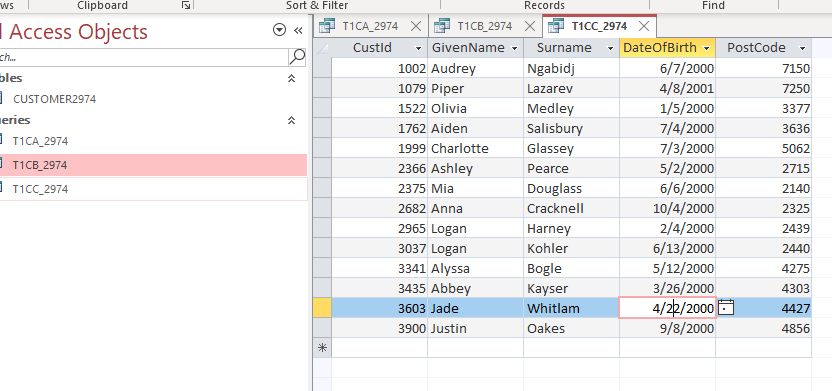 ws Clipboard Sort & Filter Records Find
Access Objects
T1CA_2974 T1CB_2974 T1CC_2974
ch...
bles
CUSTOMER2974
eries
T1CA_2974
T1CB_2974
T1CC_2974
CustId GivenName Surname DateOfBirth PostCode
1002 Audrey Ngabidj 6/7/2000 7150
1079 Piper Lazarev 4/8/2001 7250
1522 Olivia Medley 1/5/2000 3377
1762 Aiden Salisbury 7/4/2000 3636
1999 Charlotte Glassey 7/3/2000 5062
2366 Ashley Pearce 5/2/2000 2715
2375 Mia Douglass 6/6/2000 2140
2682 Anna Cracknell 10/4/2000 2325
2965 Logan Harney 2/4/2000 2439
3037 Logan Kohler 6/13/2000 2440
3341 Alyssa Bogle 5/12/2000 4275
3435 Abbey Kayser 3/26/2000 4303
3603 Jade Whitlam 4/22/2000 4427
3900 Justin Oakes 9/8/2000 4856